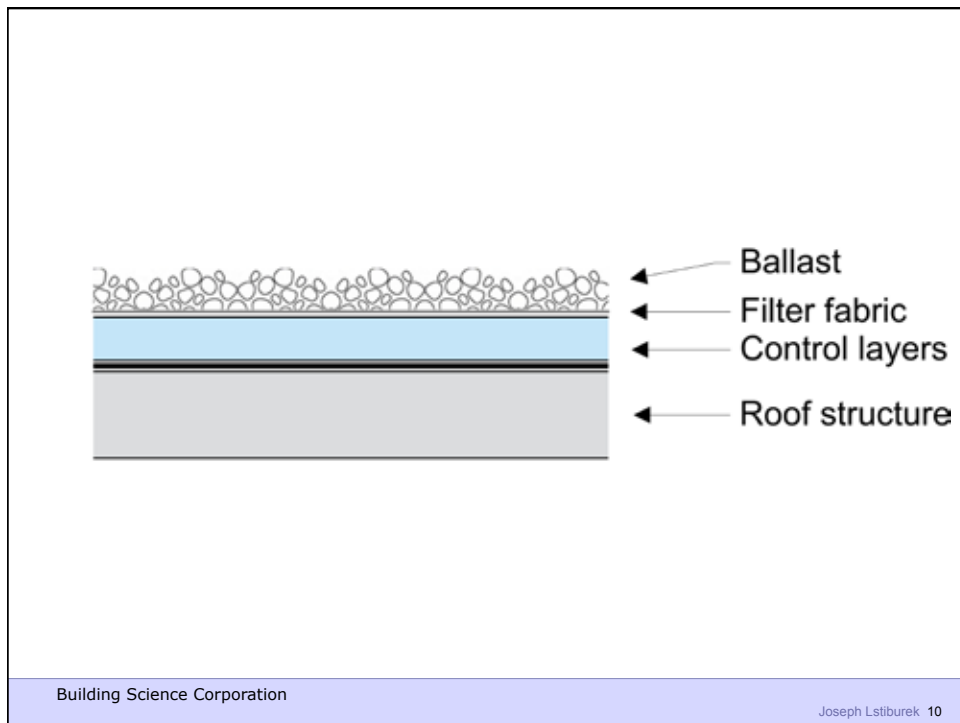 Ballast
Filter fabric
Control layers
Roof structure
Building Science Corporation
Joseph Lstiburek 10